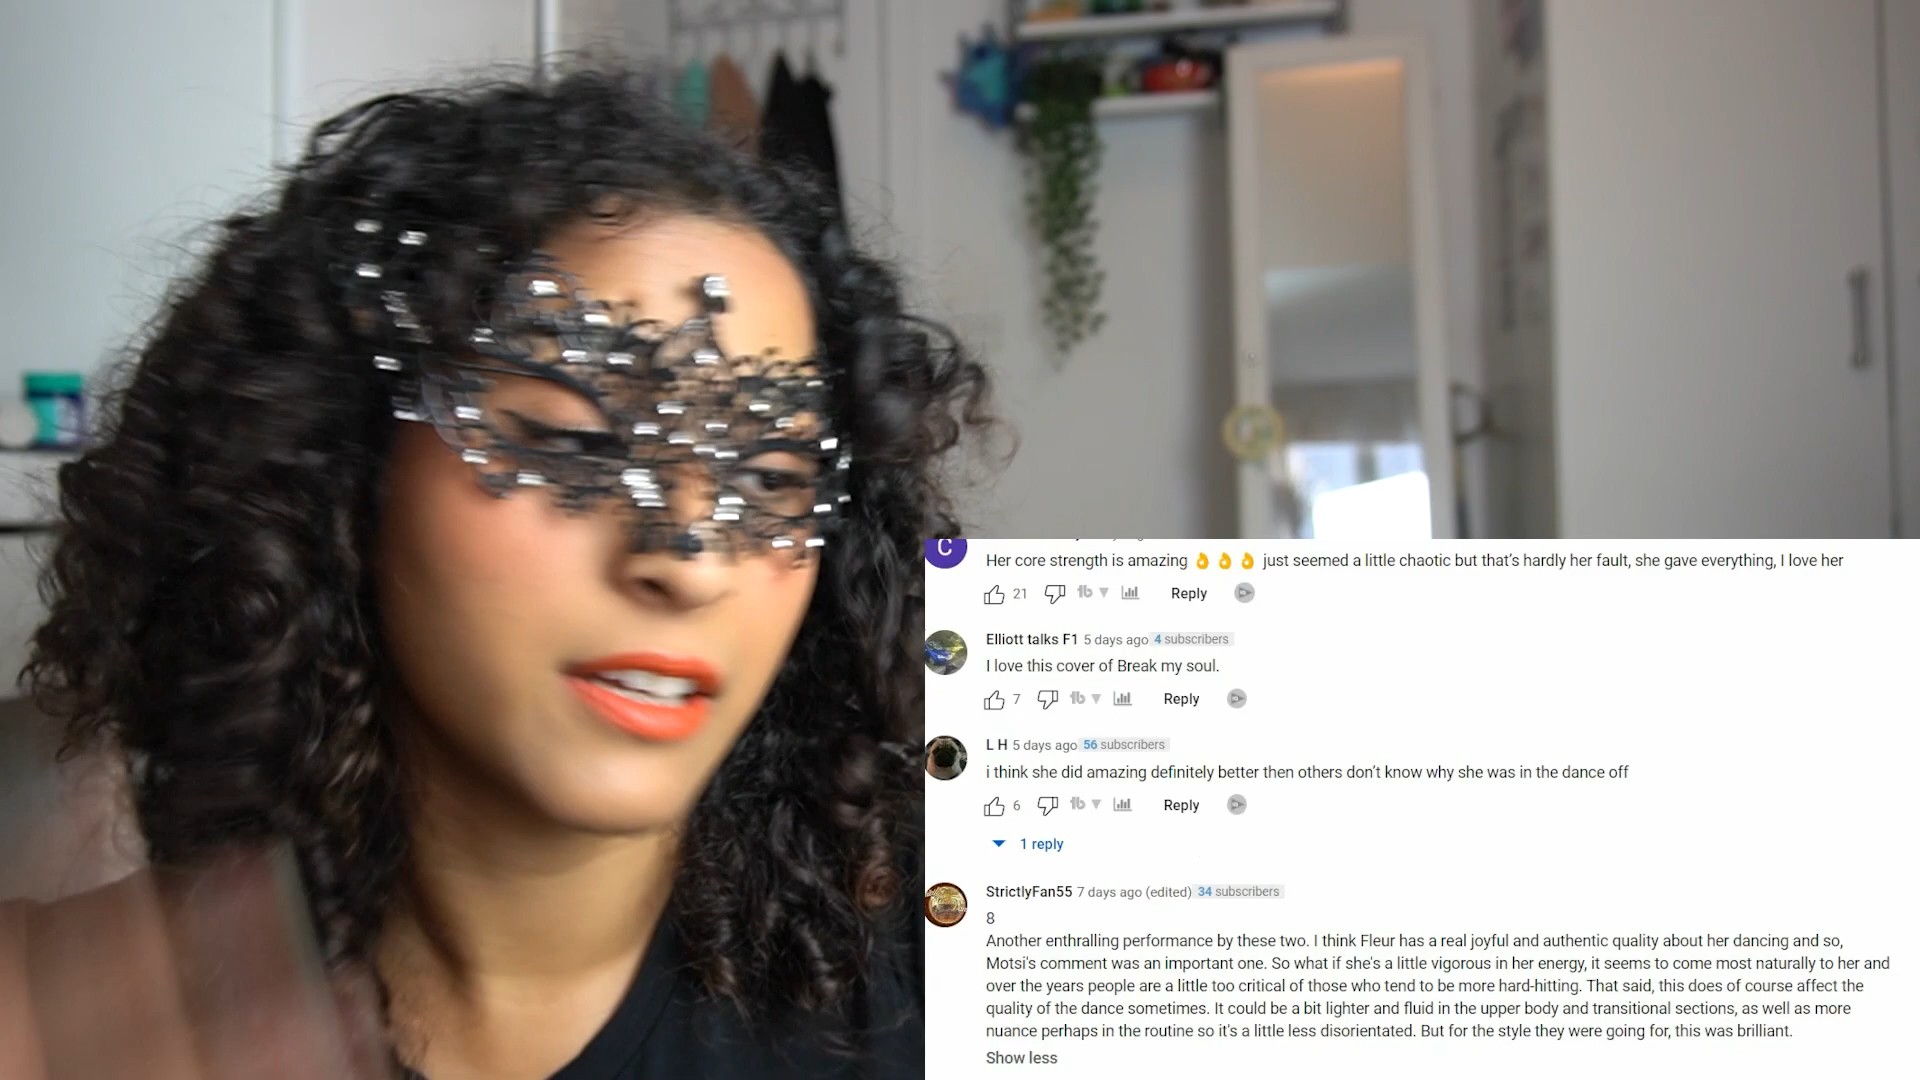 C
Her core strength is amazing 👌👌👌 just seemed a little chaotic but that's hardly her fault, she gave everything, I love her
21 Reply
Elliott talks F1 5 days ago 4 subscribers
I love this cover of Break my soul.
7 Reply
L H 5 days ago 56 subscribers
i think she did amazing definitely better then others don't know why she was in the dance off
6 Reply
1 reply
StrictlyFan55 7 days ago (edited) 34 subscribers
8
Another enthralling performance by these two. I think Fleur has a real joyful and authentic quality about her dancing and so,
Motsi's comment was an important one. So what if she's a little vigorous in her energy, it seems to come most naturally to her and
over the years people are a little too critical of those who tend to be more hard-hitting. That said, this does of course affect the
quality of the dance sometimes. It could be a bit lighter and fluid in the upper body and transitional sections, as well as more
nuance perhaps in the routine so it's a little less disorientated. But for the style they were going for, this was brilliant.
Show less